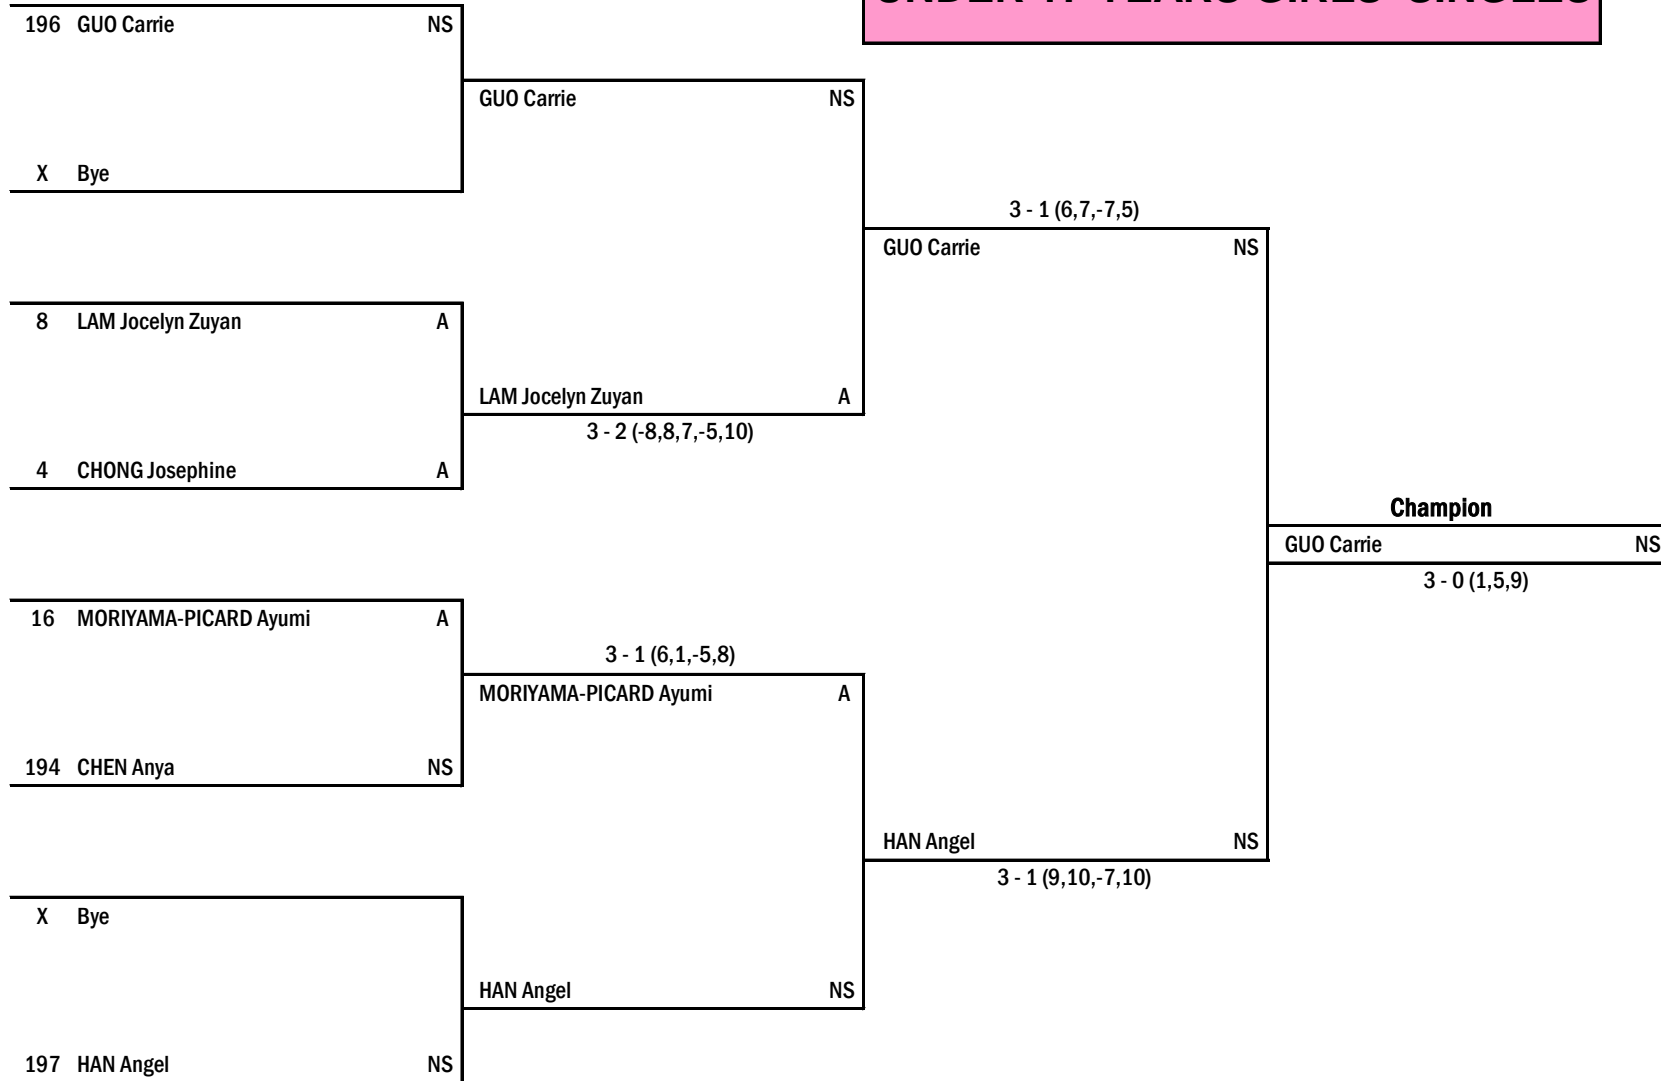 196 GUO Carrie NS
GUO Carrie NS
X Bye
3 - 1 (6,7,-7,5)
GUO Carrie NS
8 LAM Jocelyn Zuyan A
LAM Jocelyn Zuyan A
3 - 2 (-8,8,7,-5,10)
4 CHONG Josephine A
Champion
GUO Carrie NS
3 - 0 (1,5,9)
16 MORIYAMA-PICARD Ayumi A
3 - 1 (6,1,-5,8)
MORIYAMA-PICARD Ayumi A
194 CHEN Anya NS
HAN Angel NS
3 - 1 (9,10,-7,10)
X Bye
HAN Angel NS
197 HAN Angel NS